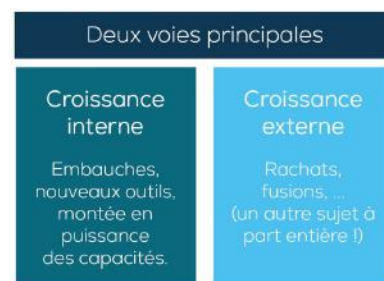 Deux voies principales
Croissance
interne
Embauches,
nouveaux outils,
montée en
puissance
des capacités.
Croissance
externe
Rachats,
fusions, ...
(un autre sujet à
part entière !)